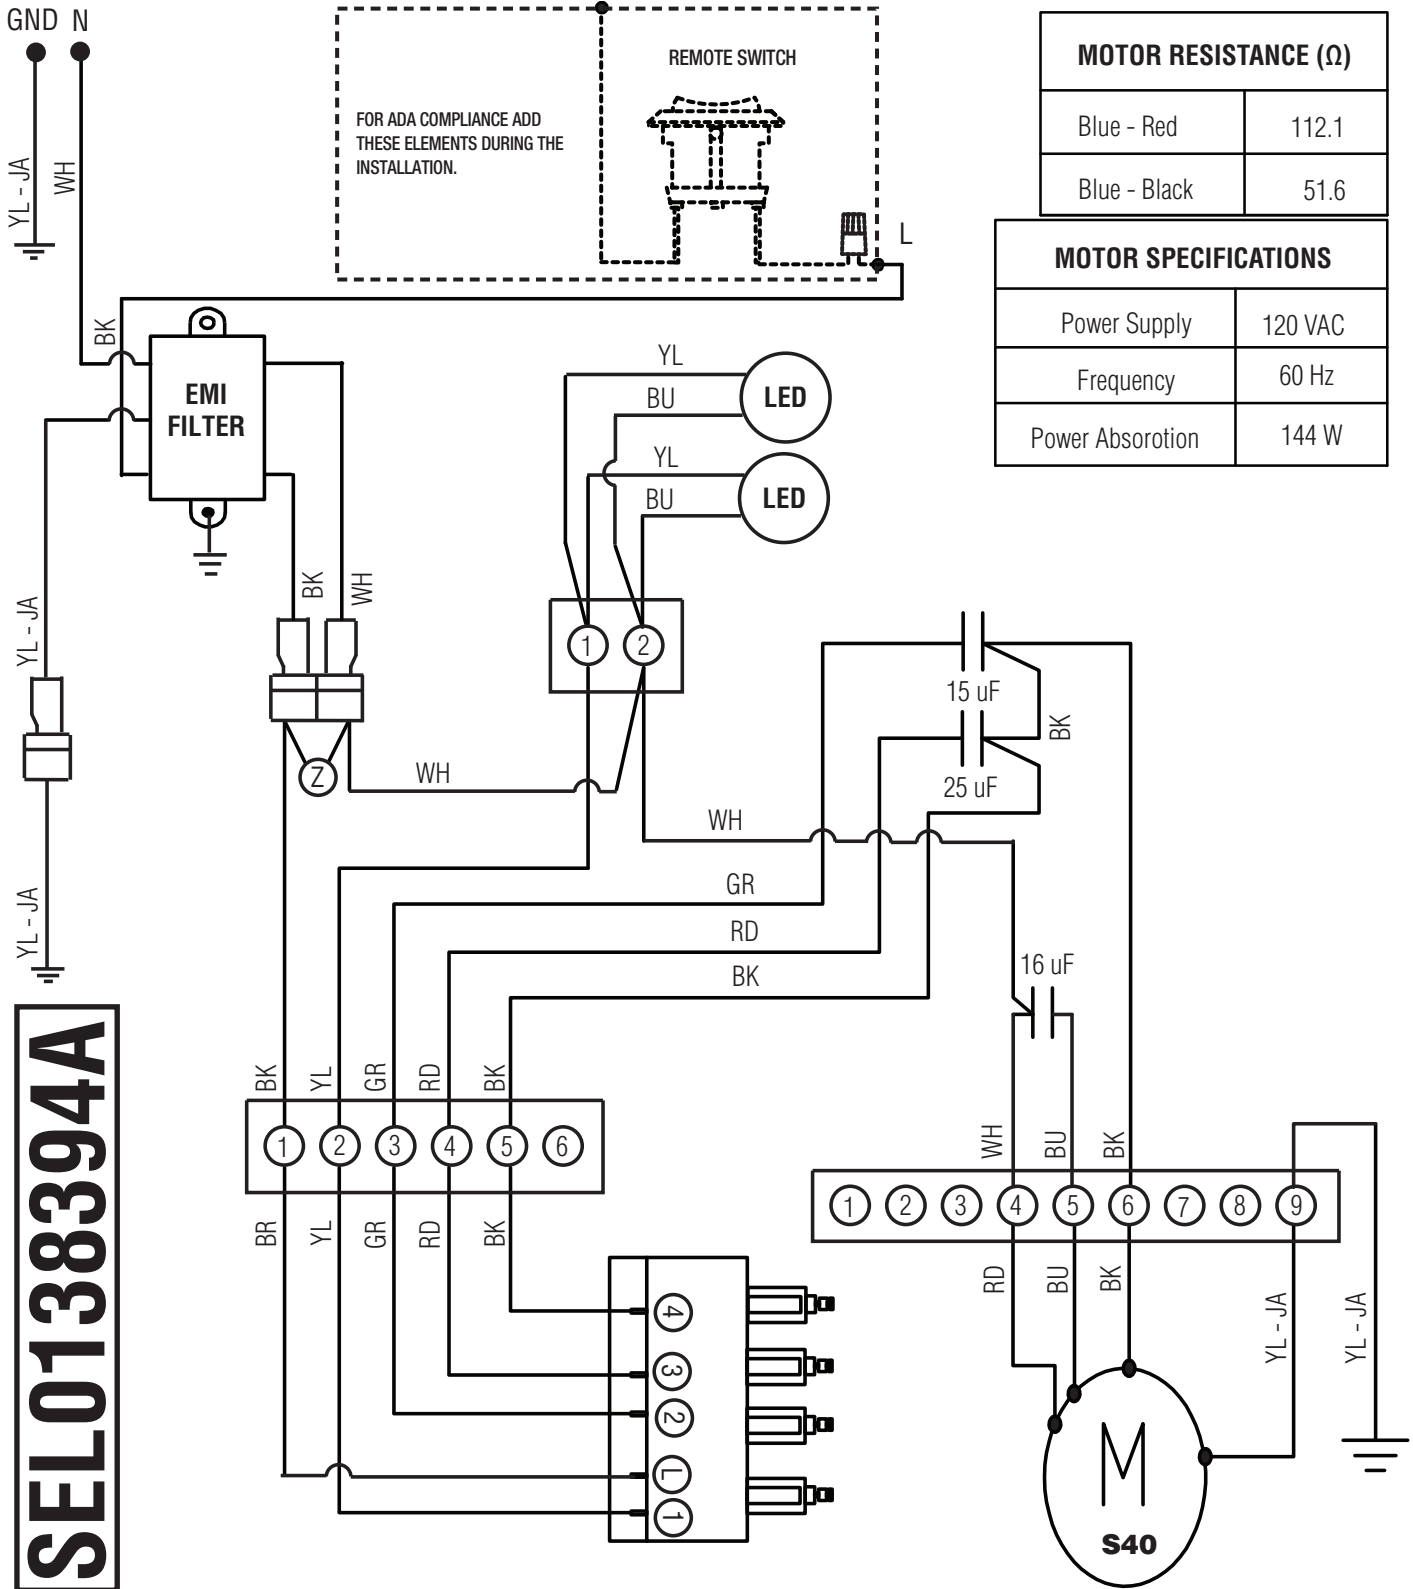 GND N
REMOTE SWITCH
FOR ADA COMPLIANCE ADD
THESE ELEMENTS DURING THE
INSTALLATION.
L
MOTOR RESISTANCE (Ω)
Blue - Red 112.1
Blue - Black 51.6
MOTOR SPECIFICATIONS
Power Supply 120 VAC
Frequency 60 Hz
Power Absorotion 144 W
YL - JA
WH
BK
EMI
FILTER
YL
BU
LED
YL
BU
LED
BK
WH
YL - JA
1 2
15 uF
BK
25 uF
Z
WH
WH
GR
RD
BK
16 uF
YL - JA
BK YL GR RD BK
1 2 3 4 5 6
BR YL GR RD BK
WH BU BK
1 2 3 4 5 6 7 8 9
RD BU BK YL - JA YL - JA
4
3
2
L
1
M
S40
SEL0138394A